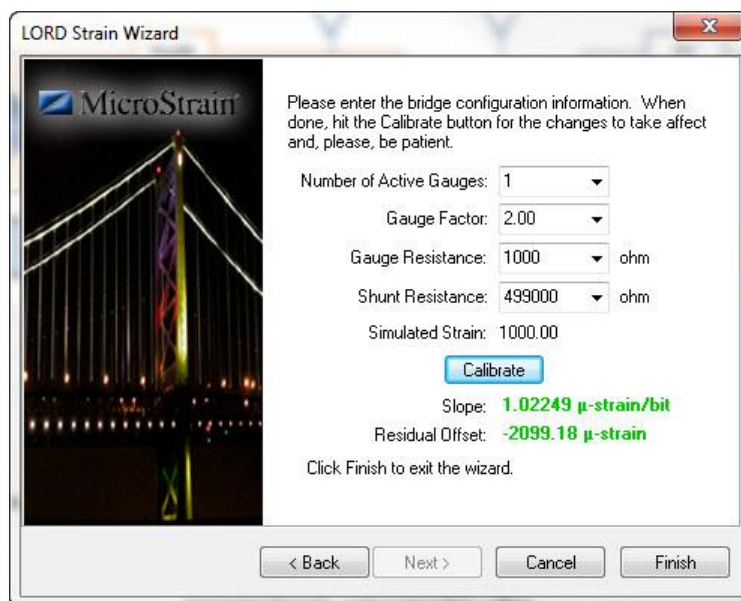 LORD Strain Wizard
MicroStrain
Please enter the bridge configuration information. When
done, hit the Calibrate button for the changes to take affect
and, please, be patient.
Number of Active Gauges: 1
Gauge Factor: 2.00
Gauge Resistance: 1000 ohm
Shunt Resistance: 499000 ohm
Simulated Strain: 1000.00
Calibrate
Slope: 1.02249 µ-strain/bit
Residual Offset: -2099.18 µ-strain
Click Finish to exit the wizard.
< Back Next > Cancel Finish